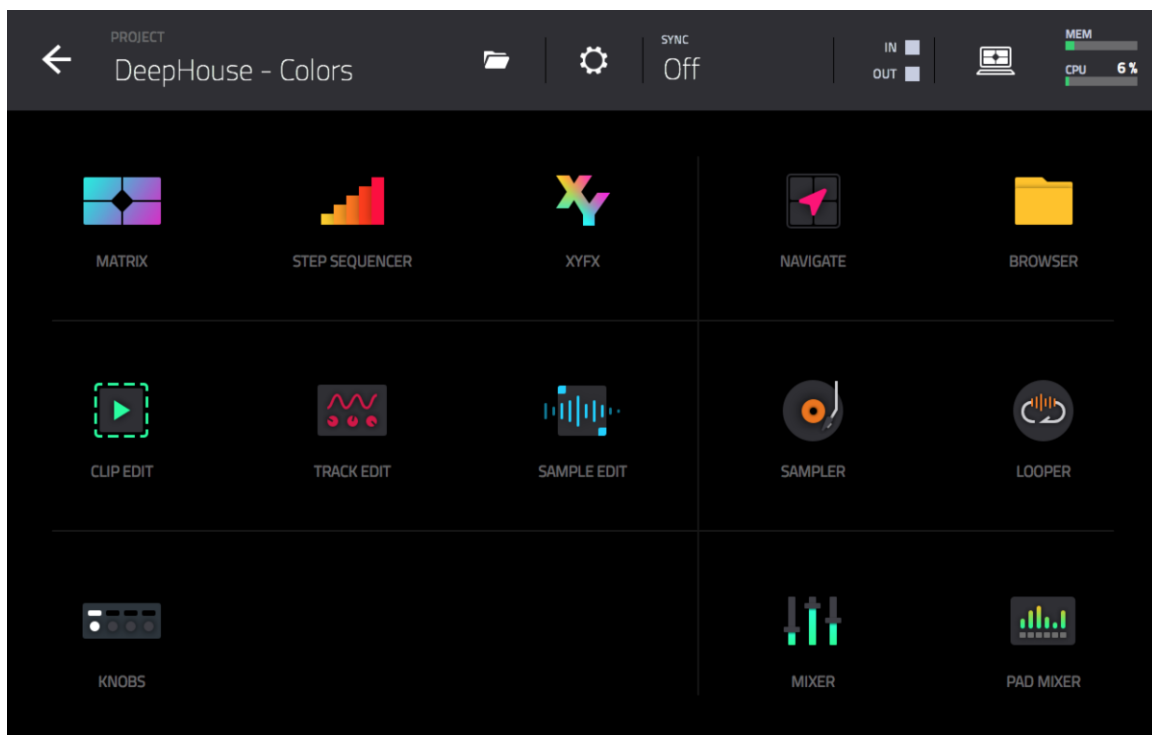 PROJECT
DeepHouse - Colors
SYNC
Off
IN
OUT
MEM
CPU 6%
MATRIX
STEP SEQUENCER
XYFX
NAVIGATE
BROWSER
CLIP EDIT
TRACK EDIT
SAMPLE EDIT
SAMPLER
LOOPER
KNOBS
MIXER
PAD MIXER